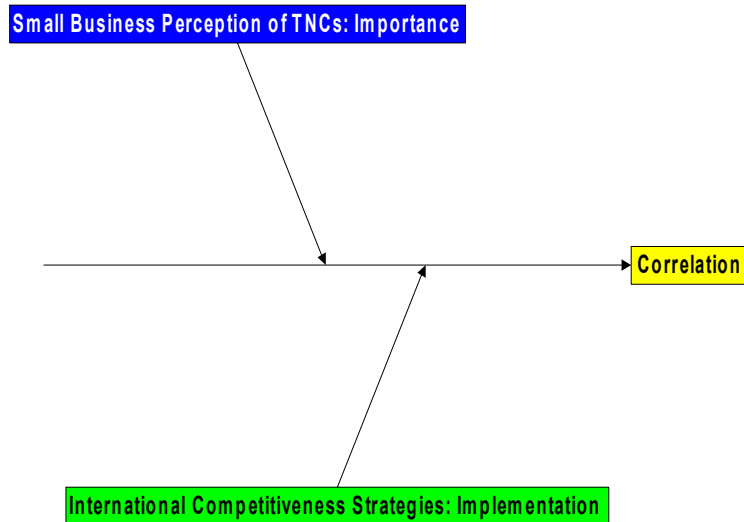 Small Business Perception of TNCs: Importance
Correlation
International Competitiveness Strategies: Implementation